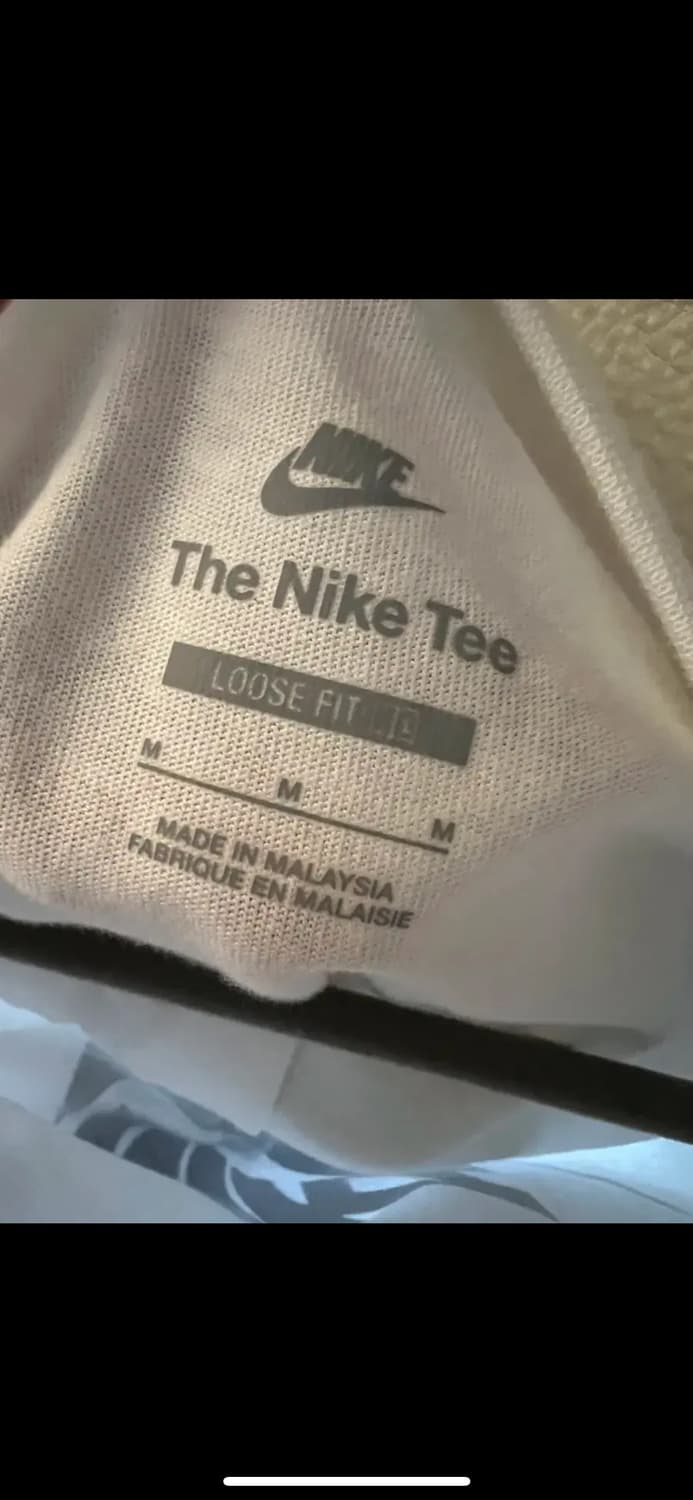 NIKE
The Nike Tee
LOOSE FIT
M
M
M
MADE IN MALAYSIA
FABRIQUE EN MALAISIE